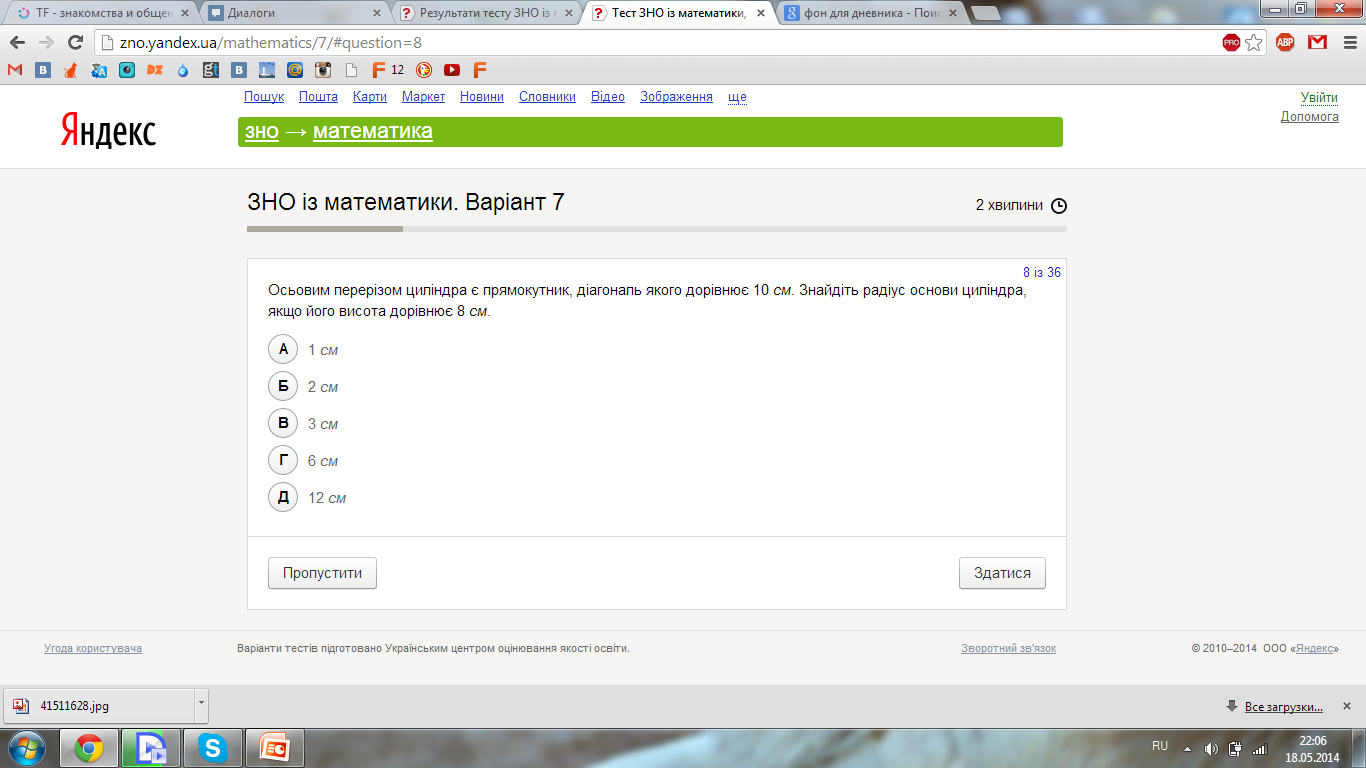 TF - знакомства и общен
Диалоги
Результати тесту ЗНО із м
Тест ЗНО із математики,
фон для дневника - Пои
zno.yandex.ua/mathematics/7/#question=8
12
Пошук Пошта Карти Маркет Новини Словники Відео Зображення ще
Увійти
Допомога
Яндекс
зно → математика
ЗНО із математики. Варіант 7
2 хвилини
8 із 36
Осьовим перерізом циліндра є прямокутник, діагональ якого дорівнює 10 см. Знайдіть радіус основи циліндра,
якщо його висота дорівнює 8 см.
А 1 см
Б 2 см
В 3 см
Г 6 см
Д 12 см
Пропустити
Здатися
Угода користувача
Варіанти тестів підготовано Українським центром оцінювання якості освіти.
Зворотний зв'язок
© 2010–2014 ООО «Яндекс»
41511628.jpg
Все загрузки...
RU
22:06
18.05.2014